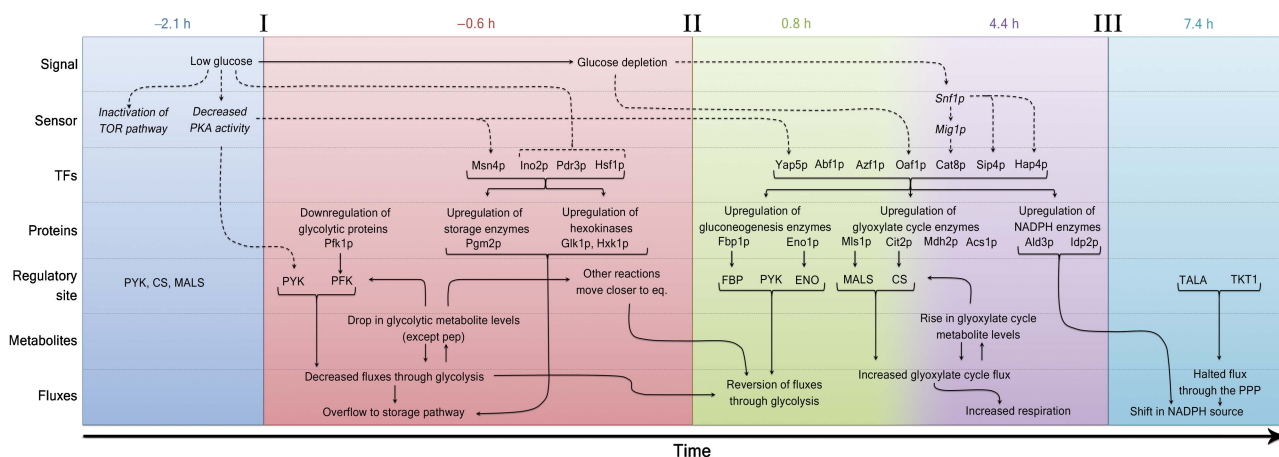 –2.1 h
I
–0.6 h
II
0.8 h
4.4 h
III
7.4 h
Signal
Low glucose
Glucose depletion
Sensor
Inactivation of
TOR pathway
Decreased
PKA activity
Snf1p
Mig1p
TFs
Msn4p
Ino2p
Pdr3p
Hsf1p
Yap5p
Abf1p
Azf1p
Oaf1p
Cat8p
Sip4p
Hap4p
Proteins
Downregulation of
glycolytic proteins
Pfk1p
Upregulation of
storage enzymes
Pgm2p
Upregulation of
hexokinases
Glk1p, Hxk1p
Upregulation of
gluconeogenesis enzymes
Fbp1p
Eno1p
Upregulation of
glyoxylate cycle enzymes
Mls1p
Cit2p
Mdh2p
Acs1p
Upregulation of
NADPH enzymes
Ald3p
Idp2p
Regulatory
site
PYK, CS, MALS
PYK
PFK
Other reactions
move closer to eq.
FBP
PYK
ENO
MALS
CS
TALA
TKT1
Metabolites
Drop in glycolytic metabolite levels
(except pep)
Rise in glyoxylate cycle
metabolite levels
Fluxes
Decreased fluxes through glycolysis
Overflow to storage pathway
Reversion of fluxes
through glycolysis
Increased glyoxylate cycle flux
Increased respiration
Halted flux
through the PPP
Shift in NADPH source
Time